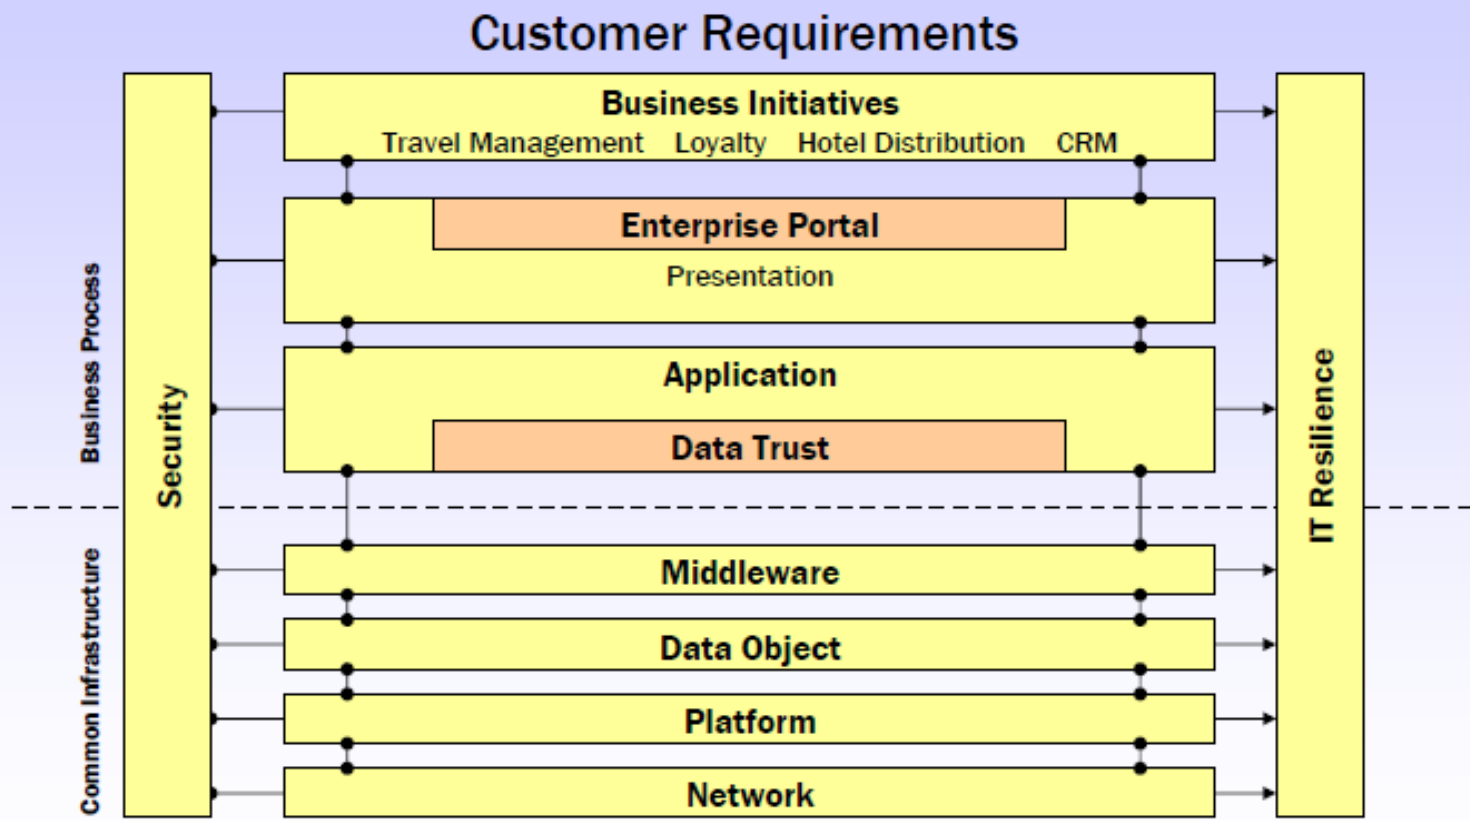 Customer Requirements
Business Initiatives
Travel Management Loyalty Hotel Distribution CRM
Enterprise Portal
Presentation
Business Process
Security
Application
Data Trust
IT Resilience
Common Infrastructure
Middleware
Data Object
Platform
Network